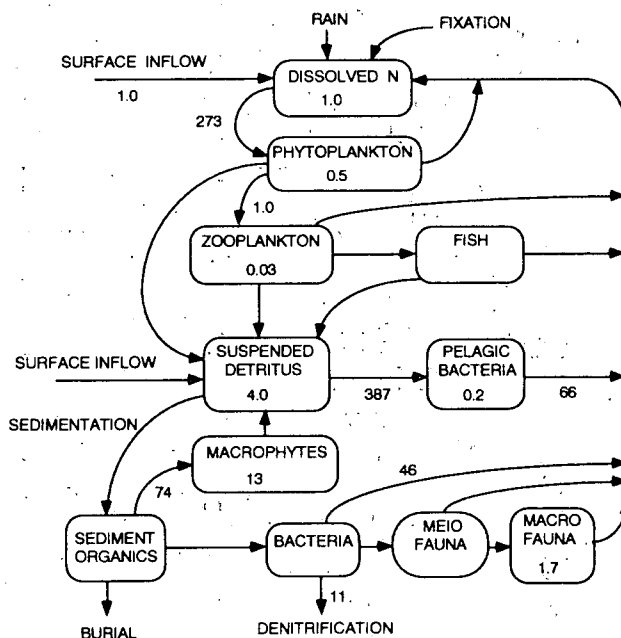 RAIN
FIXATION
SURFACE INFLOW
1.0
DISSOLVED N
1.0
273
PHYTOPLANKTON
0.5
1.0
ZOOPLANKTON
0.03
FISH
SURFACE INFLOW
SUSPENDED
DETRITUS
4.0
387
PELAGIC
BACTERIA
0.2
66
SEDIMENTATION
MACROPHYTES
13
74
46
SEDIMENT
ORGANICS
BACTERIA
MEIO
FAUNA
MACRO
FAUNA
1.7
11
BURIAL
DENITRIFICATION